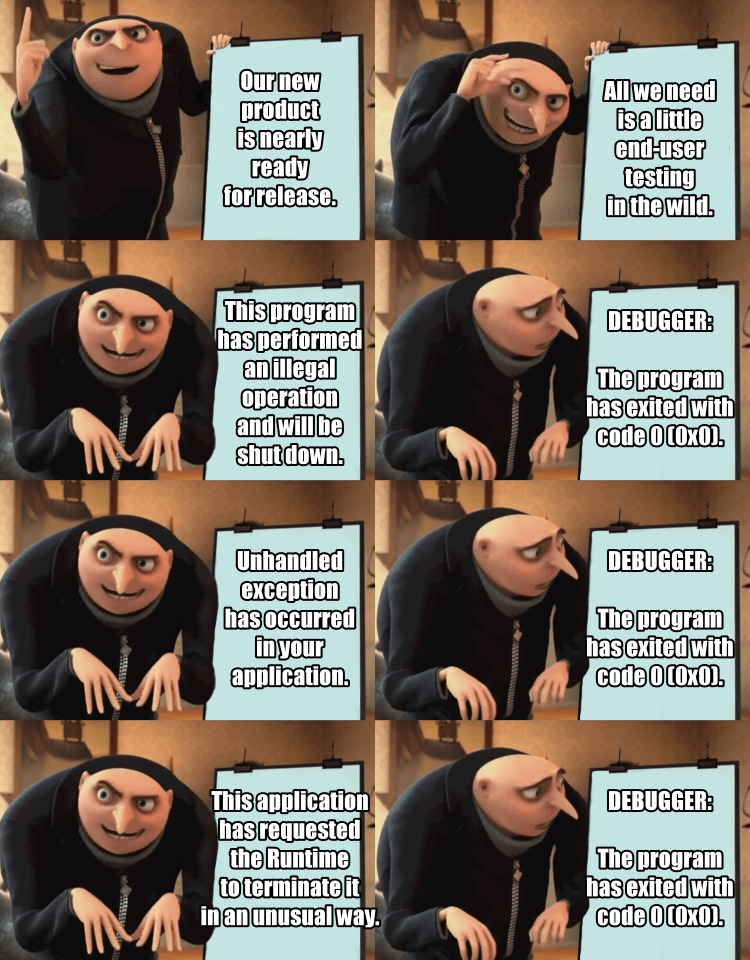 Our new
product
is nearly
ready
for release.
All we need
is a little
end-user
testing
in the wild.
This program
has performed
an illegal
operation
and will be
shut down.
DEBUGGER:
The program
has exited with
code 0 (0x0).
Unhandled
exception
has occurred
in your
application.
DEBUGGER:
The program
has exited with
code 0 (0x0).
This application
has requested
the Runtime
to terminate it
in an unusual way.
DEBUGGER:
The program
has exited with
code 0 (0x0).